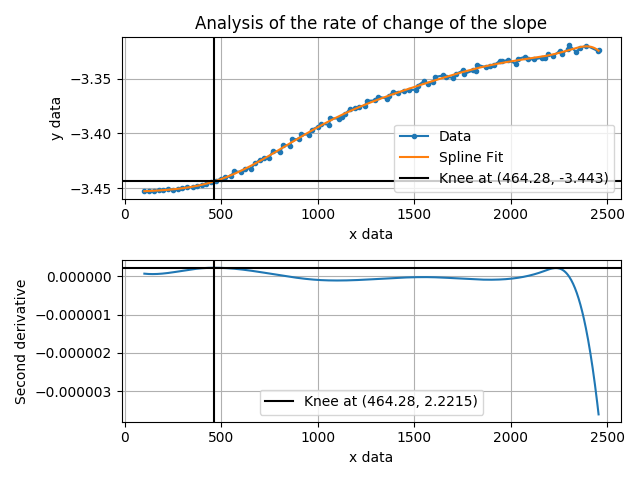 Analysis of the rate of change of the slope
y data
−3.35
−3.40
−3.45
Data
Spline Fit
Knee at (464.28, -3.443)
0 500 1000 1500 2000 2500
x data
Second derivative
0.000000
−0.000001
−0.000002
−0.000003
Knee at (464.28, 2.2215)
0 500 1000 1500 2000 2500
x data